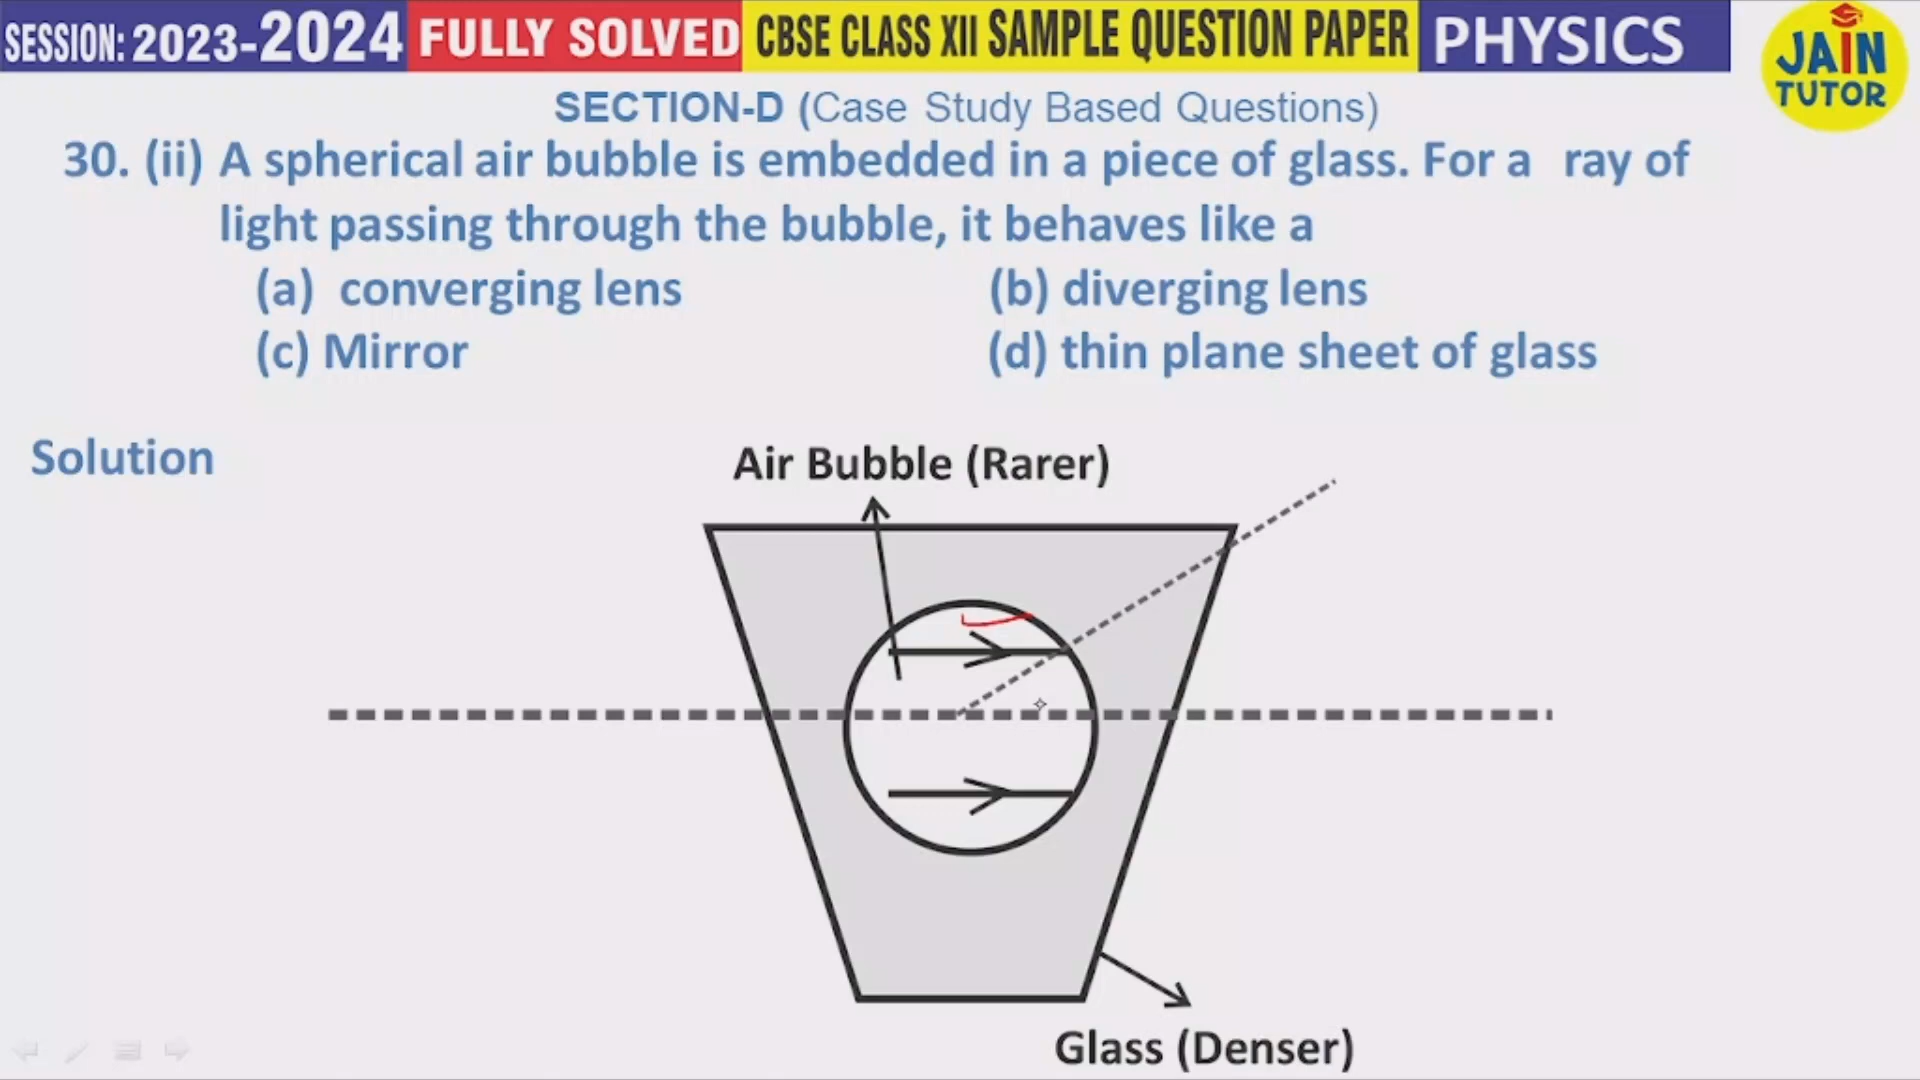 SESSION: 2023-2024 FULLY SOLVED CBSE CLASS XII SAMPLE QUESTION PAPER PHYSICS
JAIN
TUTOR
SECTION-D (Case Study Based Questions)
30. (ii) A spherical air bubble is embedded in a piece of glass. For a ray of
light passing through the bubble, it behaves like a
(a) converging lens (b) diverging lens
(c) Mirror (d) thin plane sheet of glass
Solution
Air Bubble (Rarer)
Glass (Denser)